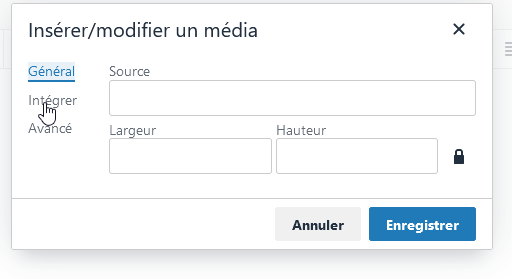 Insérer/modifier un média
Général
Source
Intégrer
Avancé
Largeur
Hauteur
Annuler
Enregistrer